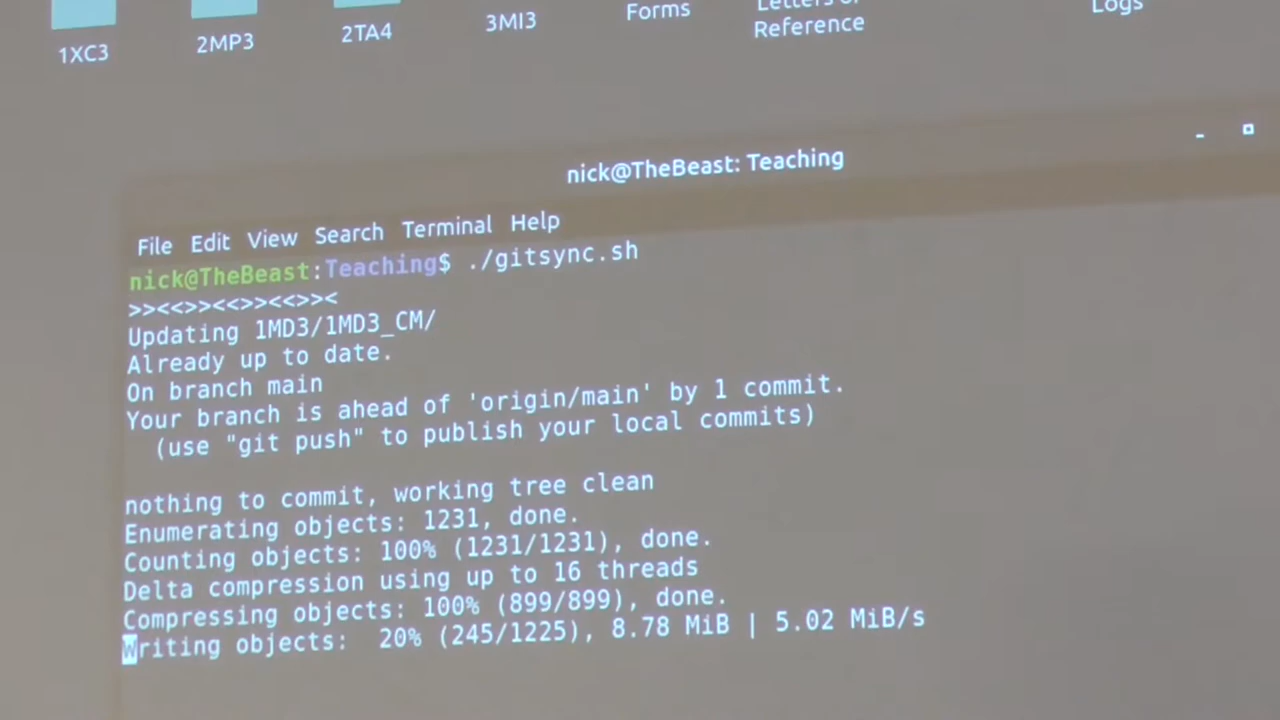 1XC3
2MP3
2TA4
3MI3
Forms
Letters of
Reference
Logs
nick@TheBeast: Teaching
File Edit View Search Terminal Help
nick@TheBeast:Teaching$ ./gitsync.sh
>><<>><<>><<>><
Updating 1MD3/1MD3_CM/
Already up to date.
On branch main
Your branch is ahead of 'origin/main' by 1 commit.
(use "git push" to publish your local commits)
nothing to commit, working tree clean
Enumerating objects: 1231, done.
Counting objects: 100% (1231/1231), done.
Delta compression using up to 16 threads
Compressing objects: 100% (899/899), done.
Writing objects: 20% (245/1225), 8.78 MiB | 5.02 MiB/s